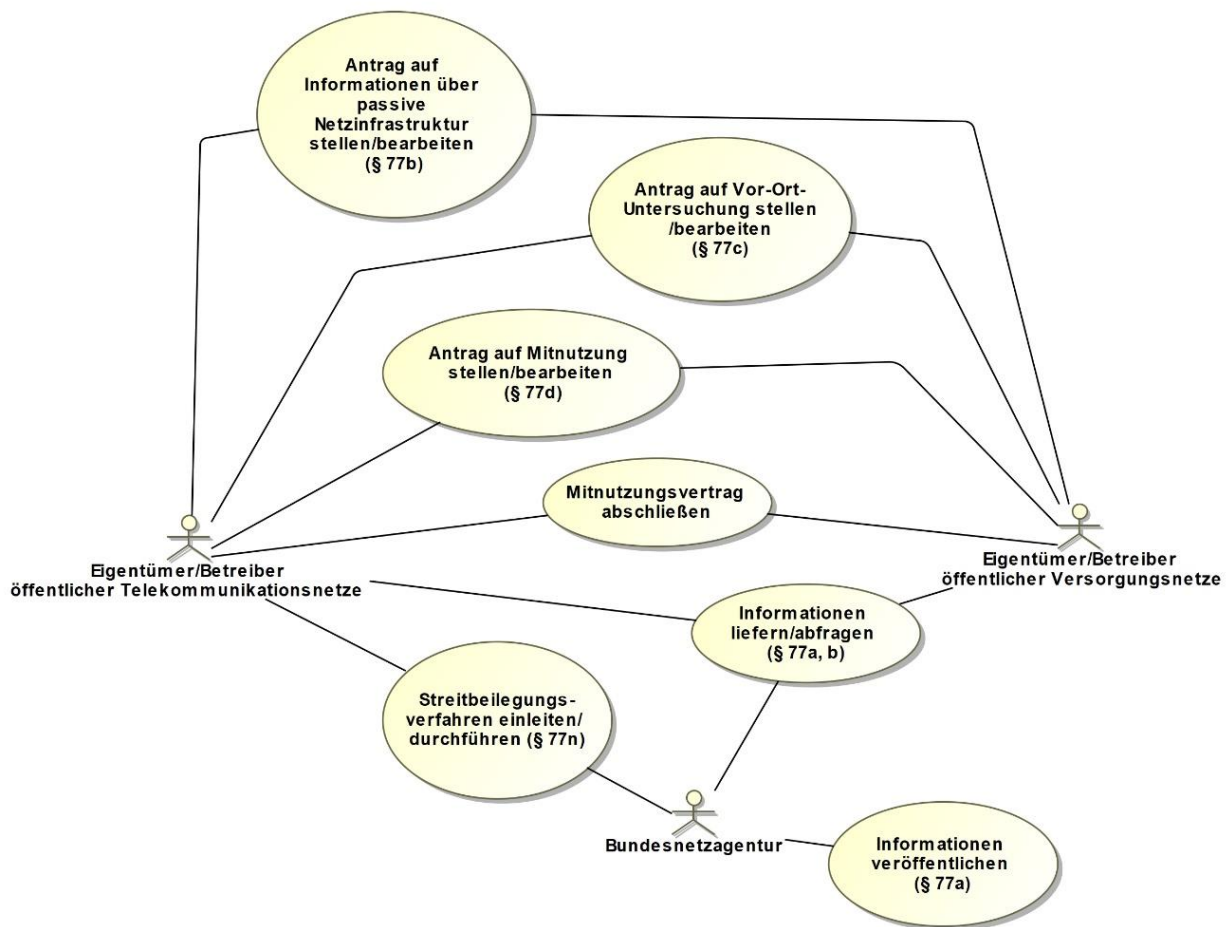 Antrag auf
Informationen über
passive
Netzinfrastruktur
stellen/bearbeiten
(§ 77b)
Antrag auf Vor-Ort-
Untersuchung stellen
/bearbeiten
(§ 77c)
Antrag auf Mitnutzung
stellen/bearbeiten
(§ 77d)
Mitnutzungsvertrag
abschließen
Eigentümer/Betreiber
öffentlicher Telekommunikationsnetze
Eigentümer/Betreiber
öffentlicher Versorgungsnetze
Informationen
liefern/abfragen
(§ 77a, b)
Streitbeilegungs-
verfahren einleiten/
durchführen (§ 77n)
Bundesnetzagentur
Informationen
veröffentlichen
(§ 77a)